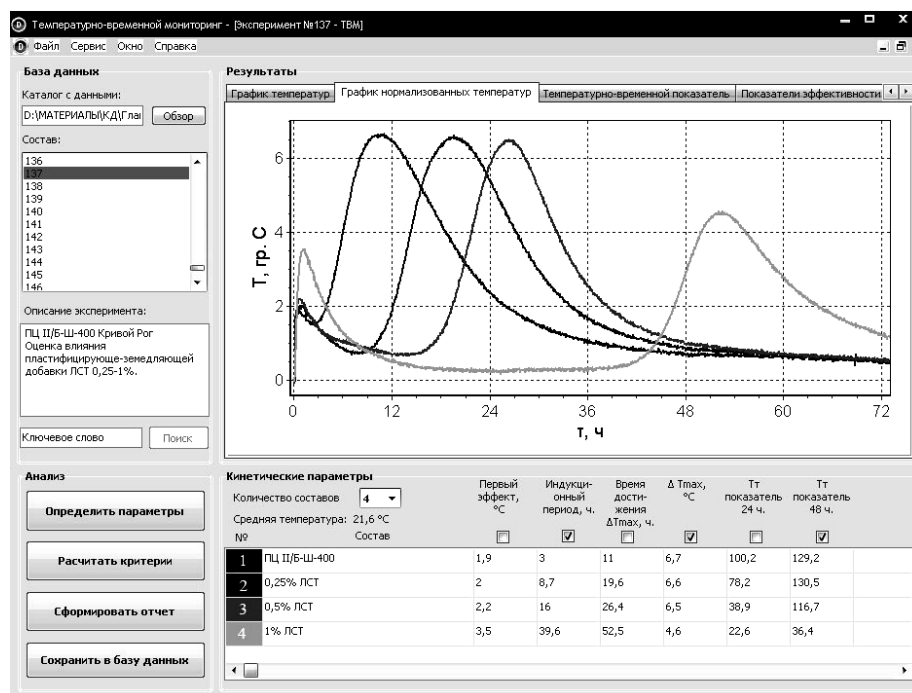 Температурно-временной мониторинг - [Эксперимент №137 - ТВМ]
Файл Сервис Окно Справка
База данных
Каталог с данными:
D:\МАТЕРИАЛЫ\КД\Глав
Обзор
Состав:
136
137
138
139
140
141
142
143
144
145
146
Описание эксперимента:
ПЦ II/Б-Ш-400 Кривой Рог
Оценка влияния
пластифицирующе-земедляющей
добавки ЛСТ 0,25-1%.
Ключевое слово
Поиск
Результаты
График температур
График нормализованных температур
Температурно-временной показатель
Показатели эффективности
T, гр. С
6
4
2
0
0 12 24 36 48 60 72
т, ч
Анализ
Определить параметры
Расчитать критерии
Сформировать отчет
Сохранить в базу данных
Кинетические параметры
Количество составов 4
Средняя температура: 21,6 °C
№ Состав
Первый
эффект,
°C
Индукци-
онный
период, ч.
Время
дости-
жения
ΔTmax, ч.
Δ Tmax,
°C
Тт
показатель
24 ч.
Тт
показатель
48 ч.
1 ПЦ II/Б-Ш-400 1,9 3 11 6,7 100,2 129,2
2 0,25% ЛСТ 2 8,7 19,6 6,6 78,2 130,5
3 0,5% ЛСТ 2,2 16 26,4 6,5 38,9 116,7
4 1% ЛСТ 3,5 39,6 52,5 4,6 22,6 36,4